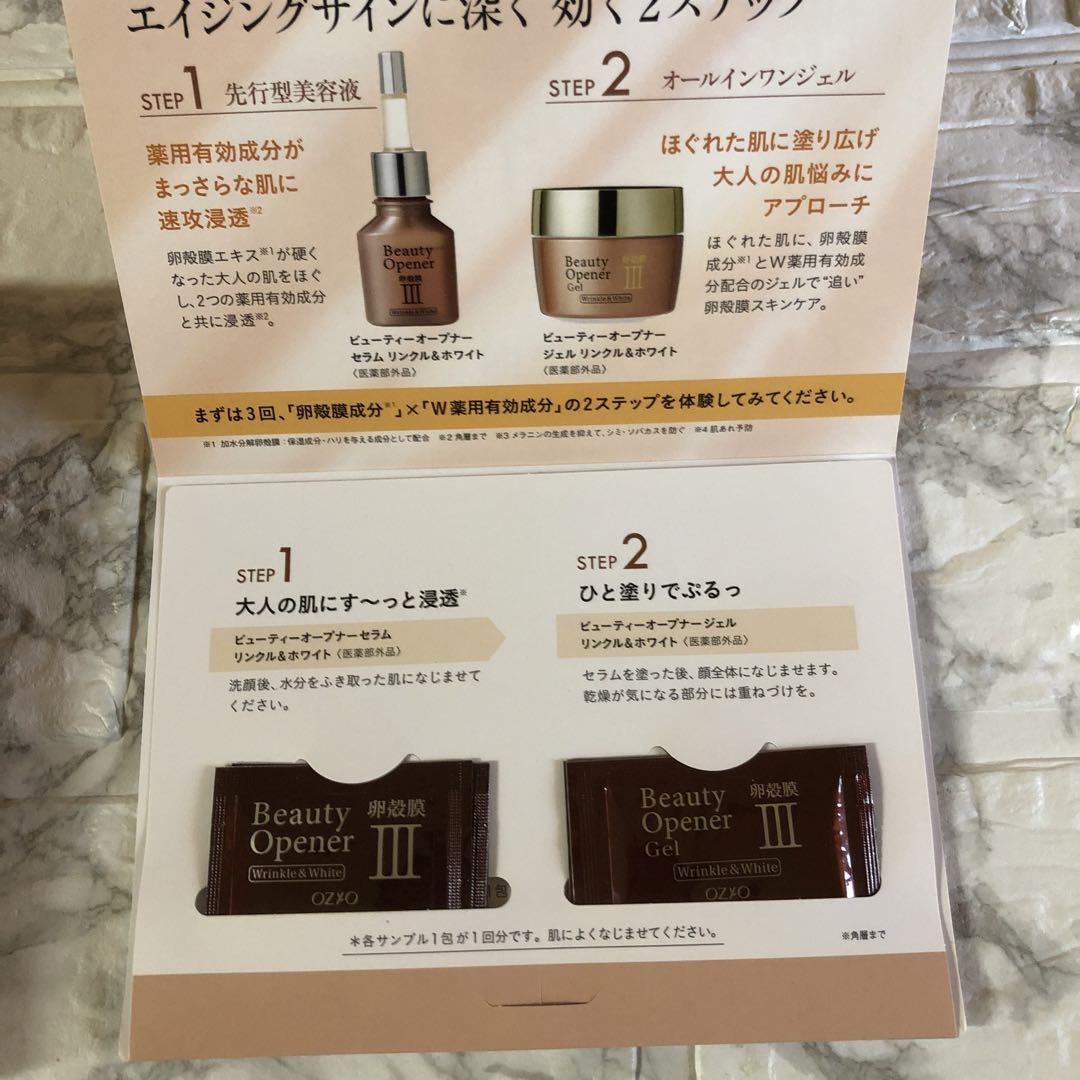 エイジングサインに深く効く2ステップ
STEP1 先行型美容液
薬用有効成分が
まっさらな肌に
速攻浸透※2
卵殻膜エキス※1が硬く
なった大人の肌をほぐ
し、2つの薬用有効成分
と共に浸透※2。
Beauty
Opener
卵殻膜
III
Wrinkle & White
ビューティーオープナー
セラム リンクル&ホワイト
〈医薬部外品〉
STEP2 オールインワンジェル
ほぐれた肌に塗り広げ
大人の肌悩みに
アプローチ
ほぐれた肌に、卵殻膜
成分※1とW薬用有効成
分配合のジェルで“追い”
卵殻膜スキンケア。
Beauty
Opener
Gel
卵殻膜
III
Wrinkle & White
ビューティーオープナー
ジェル リンクル&ホワイト
〈医薬部外品〉
まずは3回、「卵殻膜成分※1」×「W薬用有効成分」の2ステップを体験してみてください。
※1 加水分解卵殻膜:保湿成分・ハリを与える成分として配合 ※2 角層まで ※3 メラニンの生成を抑えて、シミ・ソバカスを防ぐ ※4 肌あれ予防
STEP1
大人の肌にす〜っと浸透※
ビューティーオープナーセラム
リンクル&ホワイト〈医薬部外品〉
洗顔後、水分をふき取った肌になじませて
ください。
STEP2
ひと塗りでぷるっ
ビューティーオープナージェル
リンクル&ホワイト〈医薬部外品〉
セラムを塗った後、顔全体になじませます。
乾燥が気になる部分には重ねづけを。
Beauty
Opener
卵殻膜
III
Wrinkle & White
OZIO
包
Beauty
Opener
Gel
卵殻膜
III
Wrinkle & White
OZIO
*各サンプル1包が1回分です。肌によくなじませてください。
※角層まで